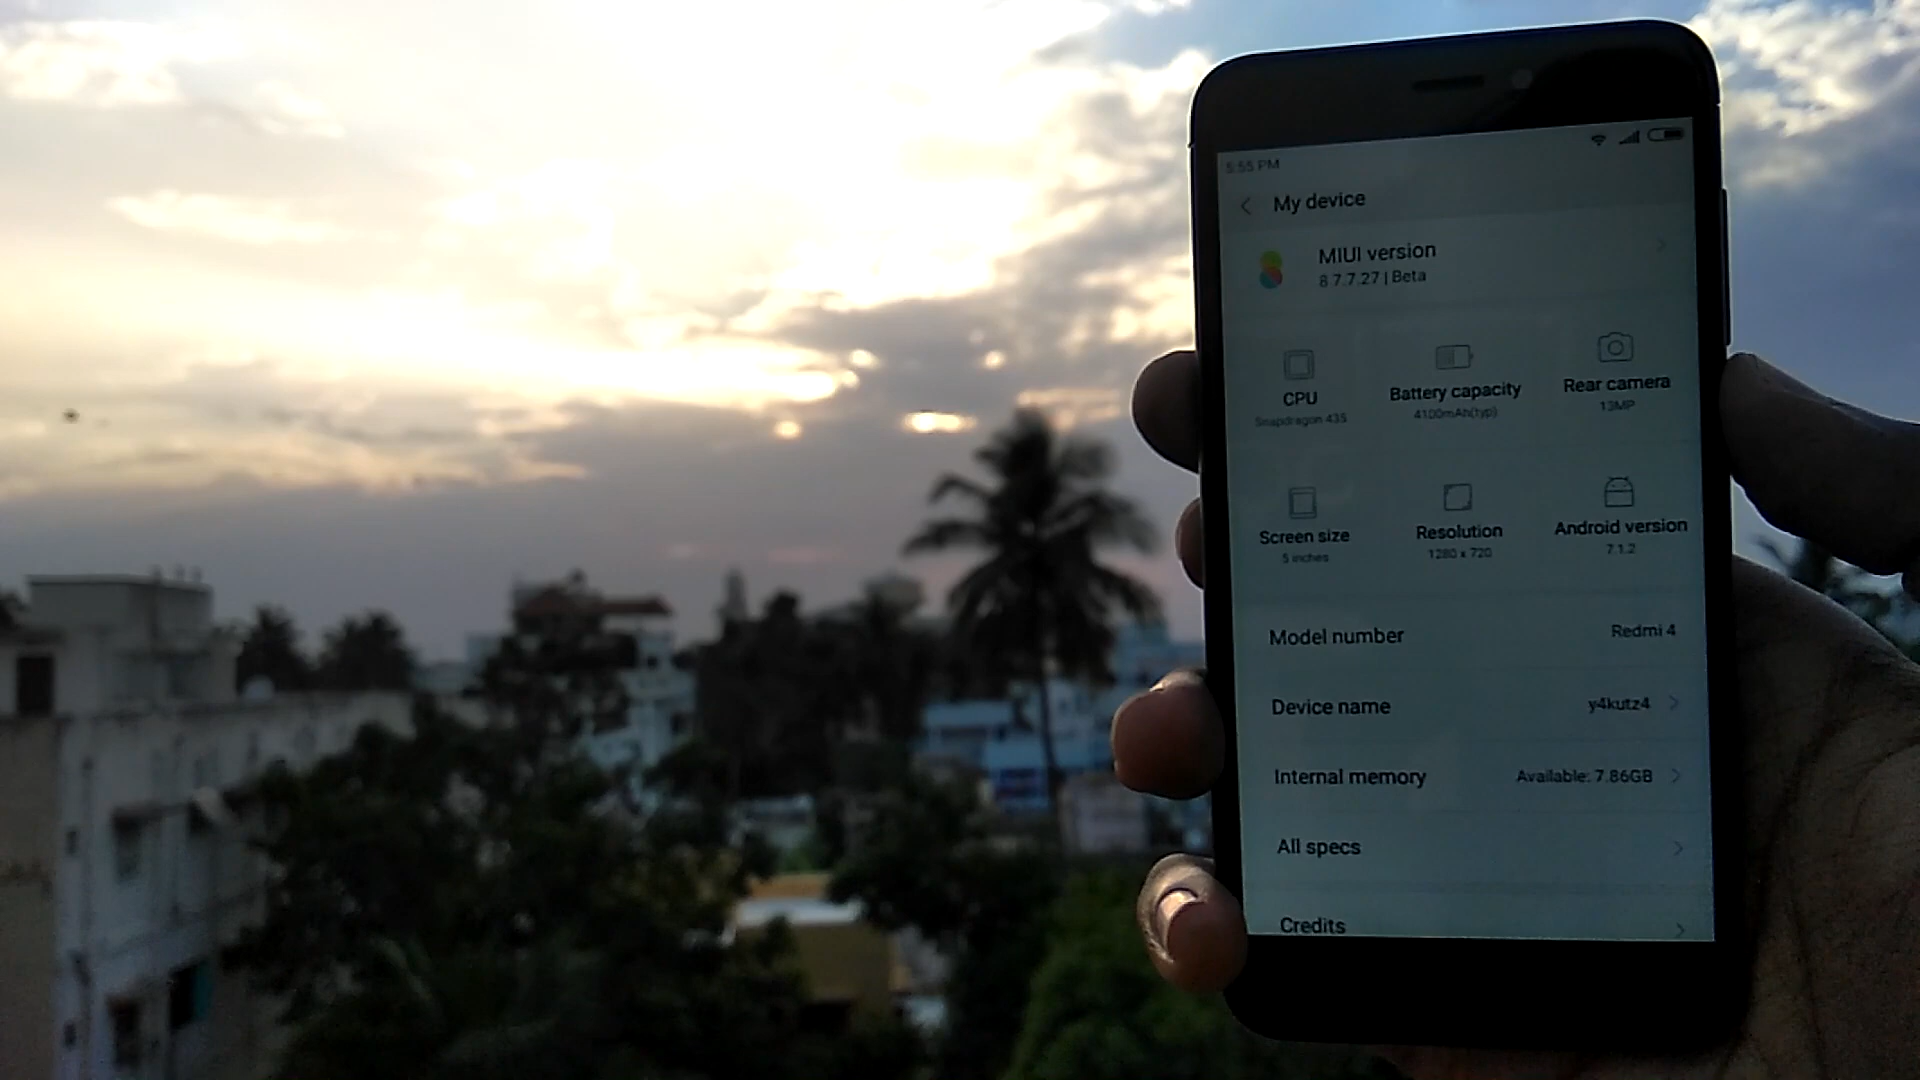 5:55 PM
My device
MIUI version
8 7.7.27 | Beta
CPU
Snapdragon 435
Battery capacity
4100mAh(typ)
Rear camera
13MP
Screen size
5 inches
Resolution
1280 x 720
Android version
7.1.2
Model number
Redmi 4
Device name
y4kutz4
Internal memory
Available: 7.86GB
All specs
Credits